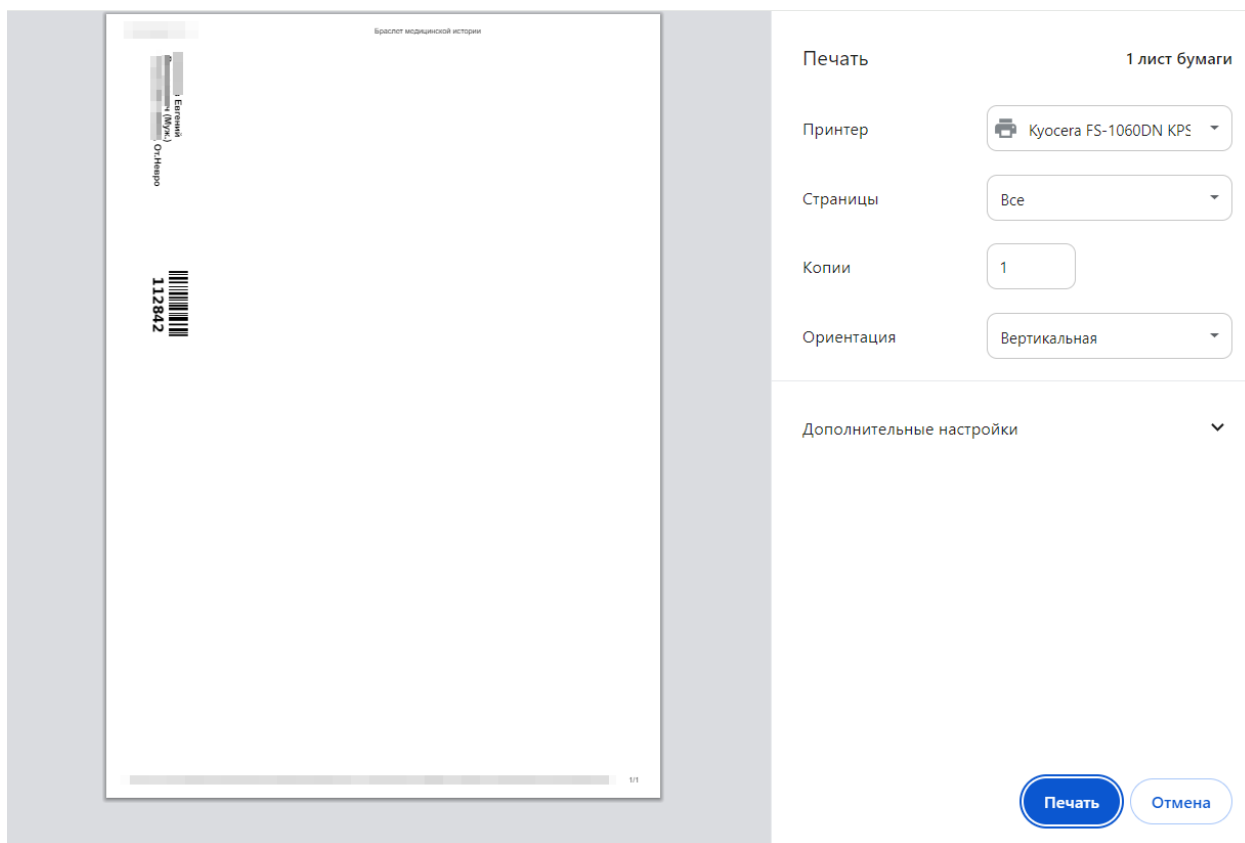 Браслет медицинской истории
Евгений
ч (Муж.)
От.Невро
112842
1/1
Печать
1 лист бумаги
Принтер
Kyocera FS-1060DN KPS
Страницы
Все
Копии
1
Ориентация
Вертикальная
Дополнительные настройки
Печать
Отмена